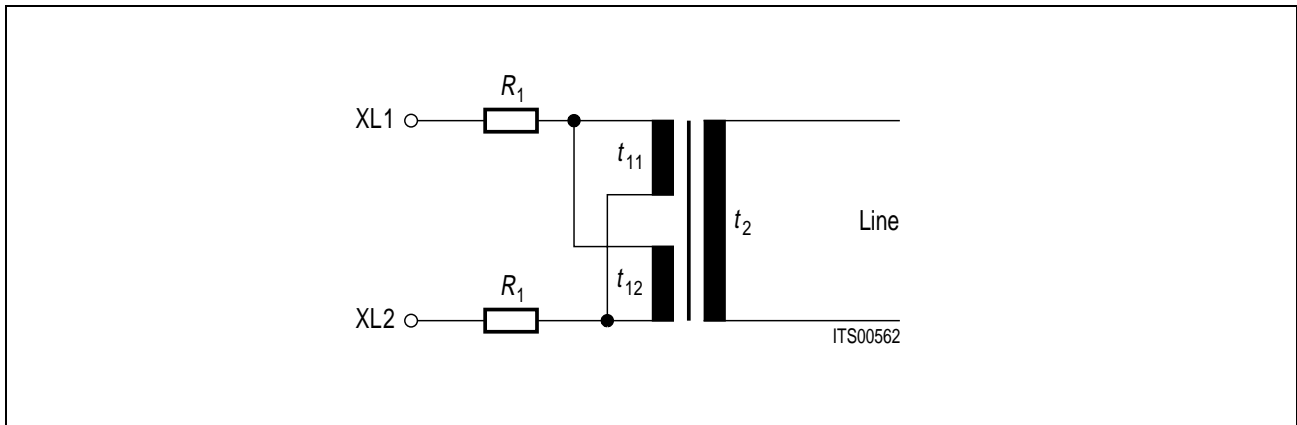 R1
XL1
t11
t2
Line
R1
t12
XL2
ITS00562